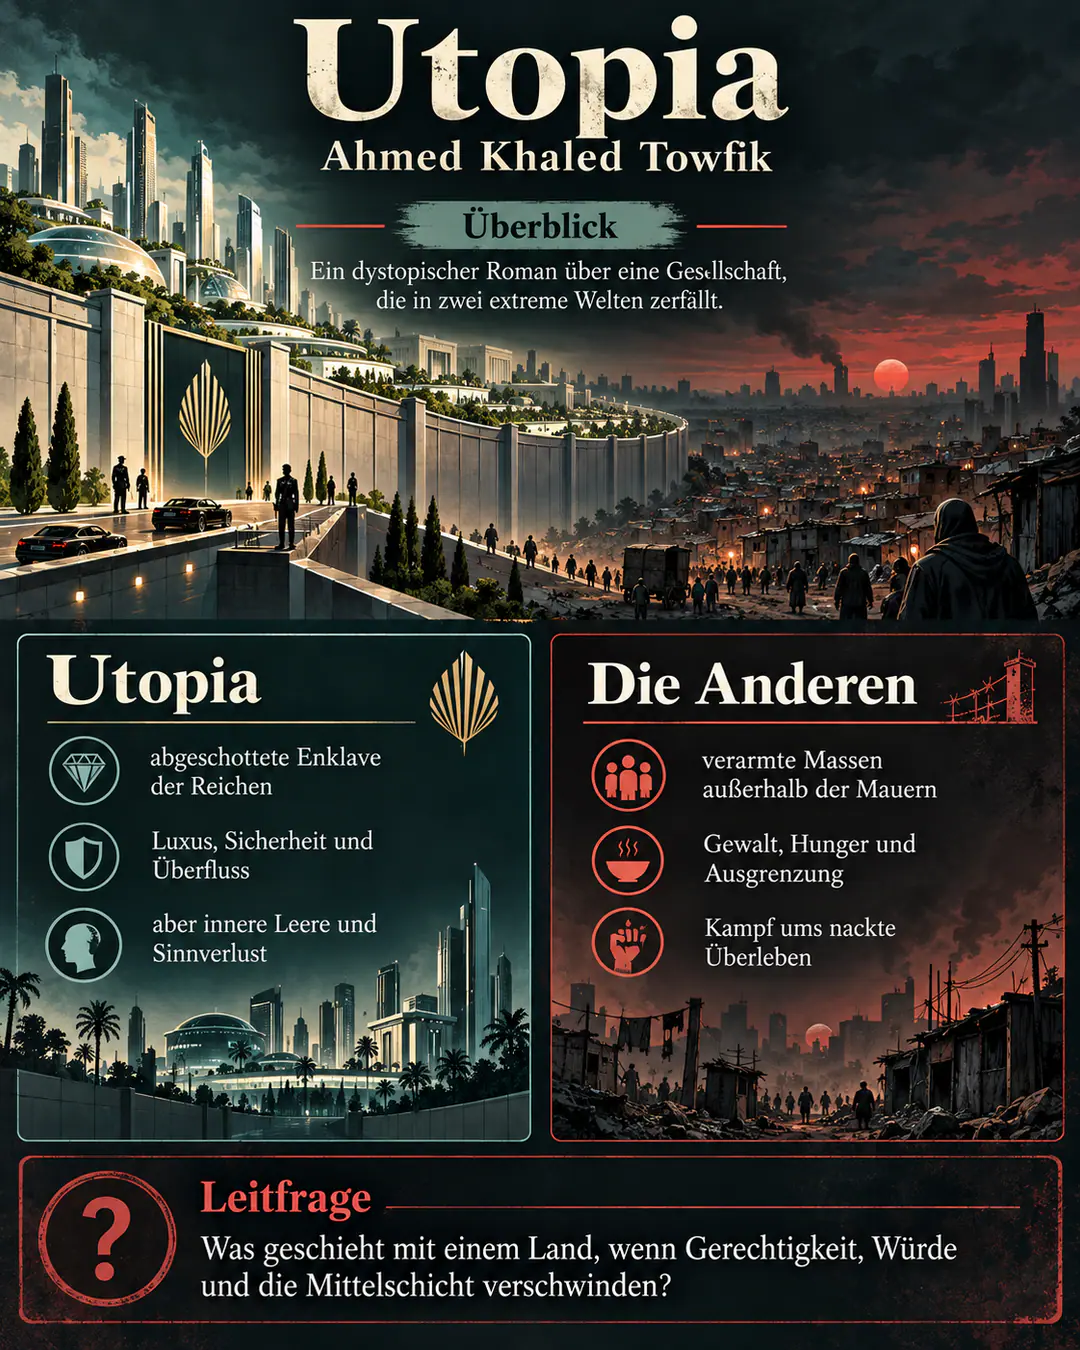 Utopia
Ahmed Khaled Towfik
Überblick
Ein dystopischer Roman über eine Gesellschaft,
die in zwei extreme Welten zerfällt.
Utopia
abgeschottete Enklave
der Reichen
Luxus, Sicherheit und
Überfluss
aber innere Leere und
Sinnverlust
Die Anderen
verarmte Massen
außerhalb der Mauern
Gewalt, Hunger und
Ausgrenzung
Kampf ums nackte
Überleben
?
Leitfrage
Was geschieht mit einem Land, wenn Gerechtigkeit, Würde
und die Mittelschicht verschwinden?